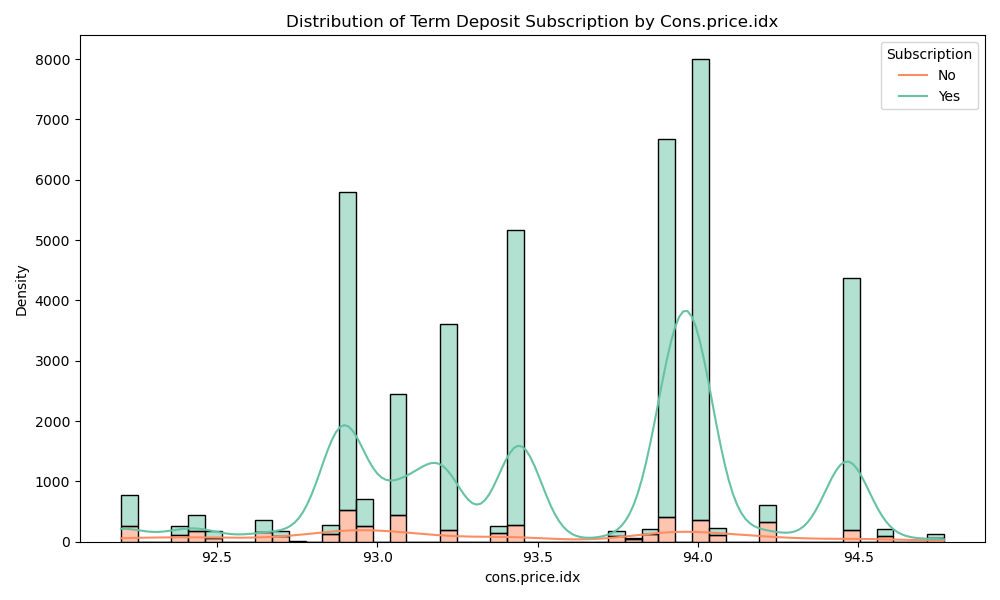 Distribution of Term Deposit Subscription by Cons.price.idx
Subscription
No
Yes
8000
7000
6000
5000
4000
3000
2000
1000
0
Density
92.5 93.0 93.5 94.0 94.5
cons.price.idx